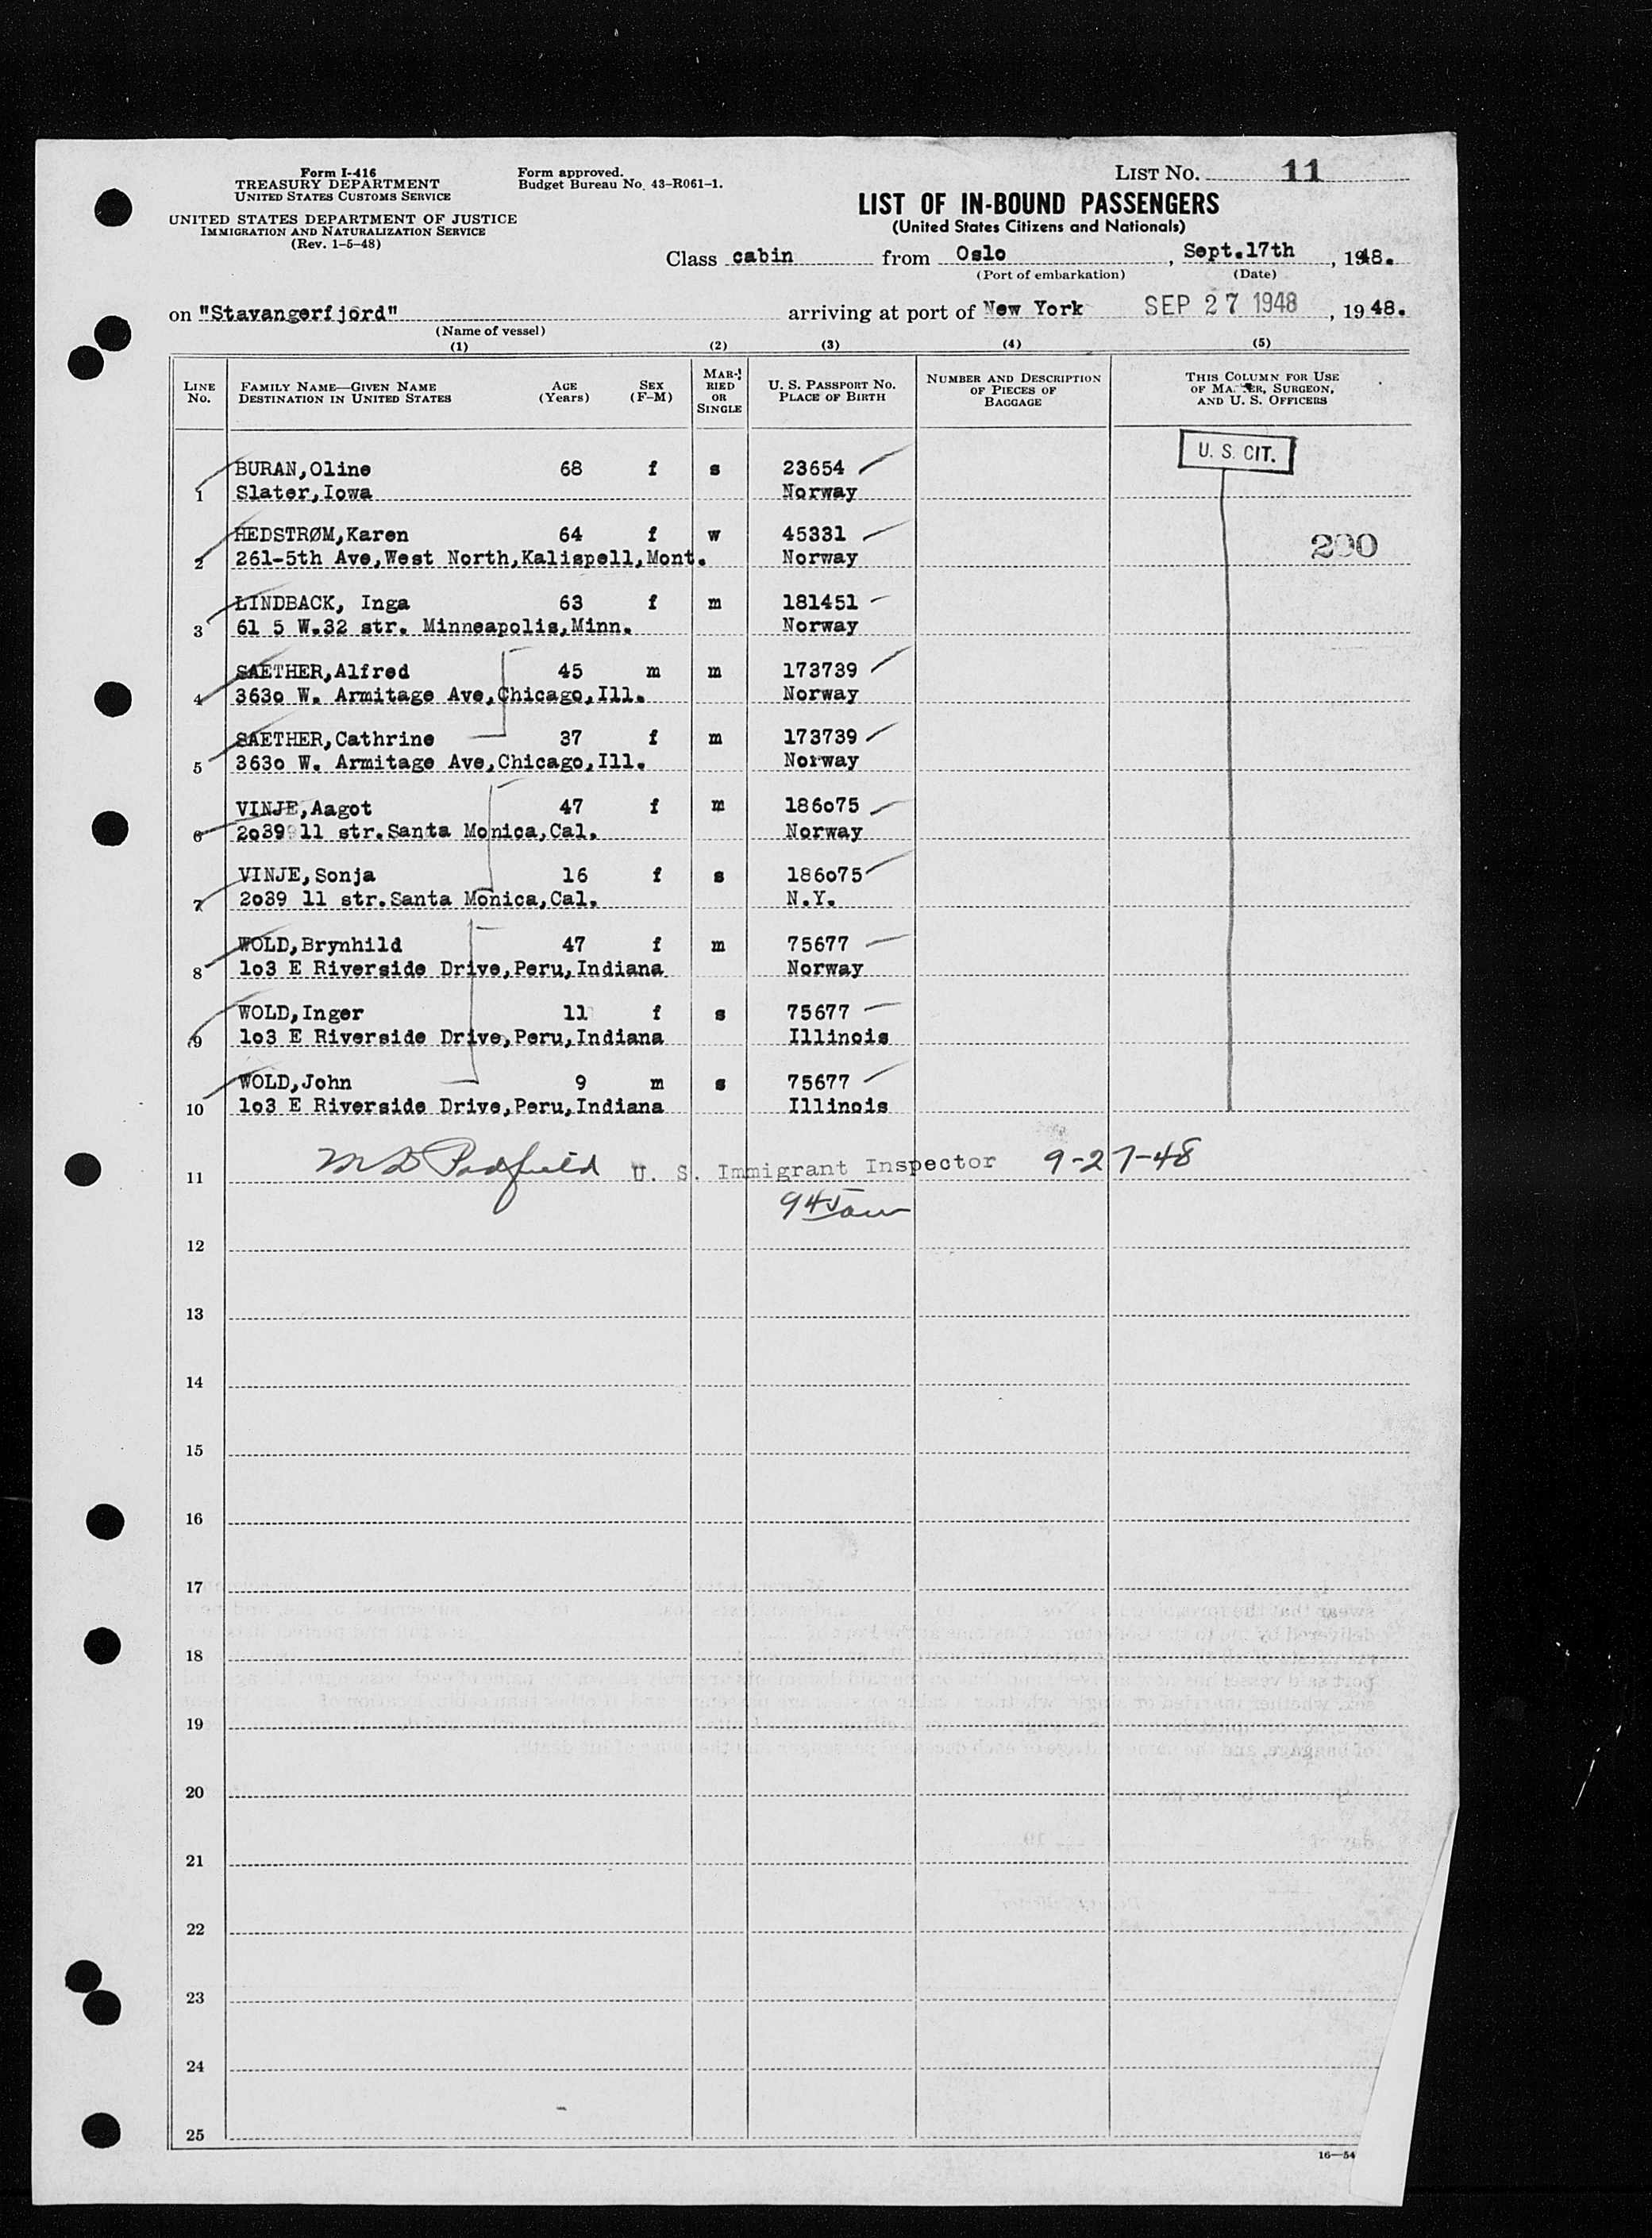 Form I-416
TREASURY DEPARTMENT
UNITED STATES CUSTOMS SERVICE
UNITED STATES DEPARTMENT OF JUSTICE
IMMIGRATION AND NATURALIZATION SERVICE
(Rev. 1-5-48)
Form approved.
Budget Bureau No. 43-R061-1.
LIST No. 11
LIST OF IN-BOUND PASSENGERS
(United States Citizens and Nationals)
Class cabin from Oslo, Sept.17th, 1948.
(Port of embarkation) (Date)
on "Stavangerfjord" arriving at port of New York SEP 27 1948, 1948.
(Name of vessel)
(1) (2) (3) (4) (5)
LINE No.
FAMILY NAME—GIVEN NAME
DESTINATION IN UNITED STATES
AGE (Years)
SEX (F-M)
MARRIED OR SINGLE
U. S. PASSPORT No.
PLACE OF BIRTH
NUMBER AND DESCRIPTION
OF PIECES OF
BAGGAGE
THIS COLUMN FOR USE
OF MASTER, SURGEON,
AND U. S. OFFICERS
U. S. CIT.
BURAN,Oline 68 f s 23654
1 Slater,Iowa Norway
HEDSTRØM,Karen 64 f w 45331 200
2 261-5th Ave,West North,Kalispell,Mont. Norway
LINDBACK, Inga 63 f m 181451
3 61 5 W.32 str. Minneapolis,Minn. Norway
SAETHER,Alfred 45 m m 173739
4 363o W. Armitage Ave,Chicago,Ill. Norway
SAETHER,Cathrine 37 f m 173739
5 363o W. Armitage Ave,Chicago,Ill. Norway
VINJE,Aagot 47 f m 186o75
6 2o39 11 str.Santa Monica,Cal. Norway
VINJE,Sonja 16 f s 186o75
7 2o39 11 str.Santa Monica,Cal. N.Y.
WOLD,Brynhild 47 f m 75677
8 1o3 E Riverside Drive,Peru,Indiana Norway
WOLD,Inger 11 f s 75677
9 1o3 E Riverside Drive,Peru,Indiana Illinois
WOLD,John 9 m s 75677
10 1o3 E Riverside Drive,Peru,Indiana Illinois
11 M D Padfield U. S. Immigrant Inspector 9-27-48
945am
12
13
14
15
16
17
18
19
20
21
22
23
24
25
16—54